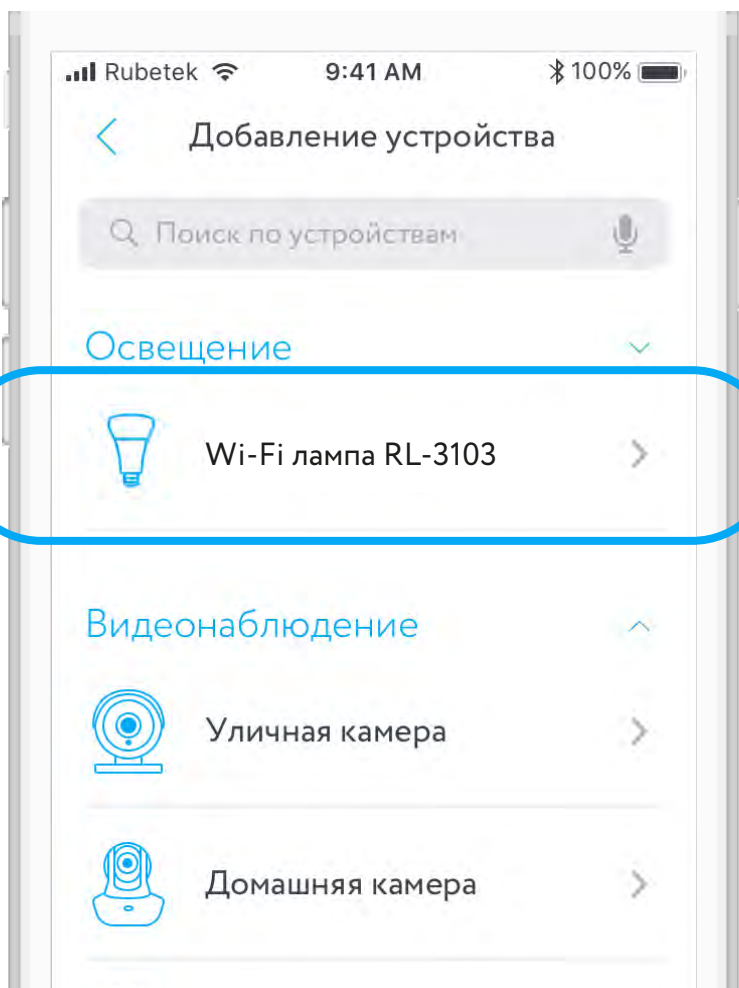 Rubetek 9:41 AM 100%
Добавление устройства
Поиск по устройствам
Освещение
Wi-Fi лампа RL-3103
Видеонаблюдение
Уличная камера
Домашняя камера